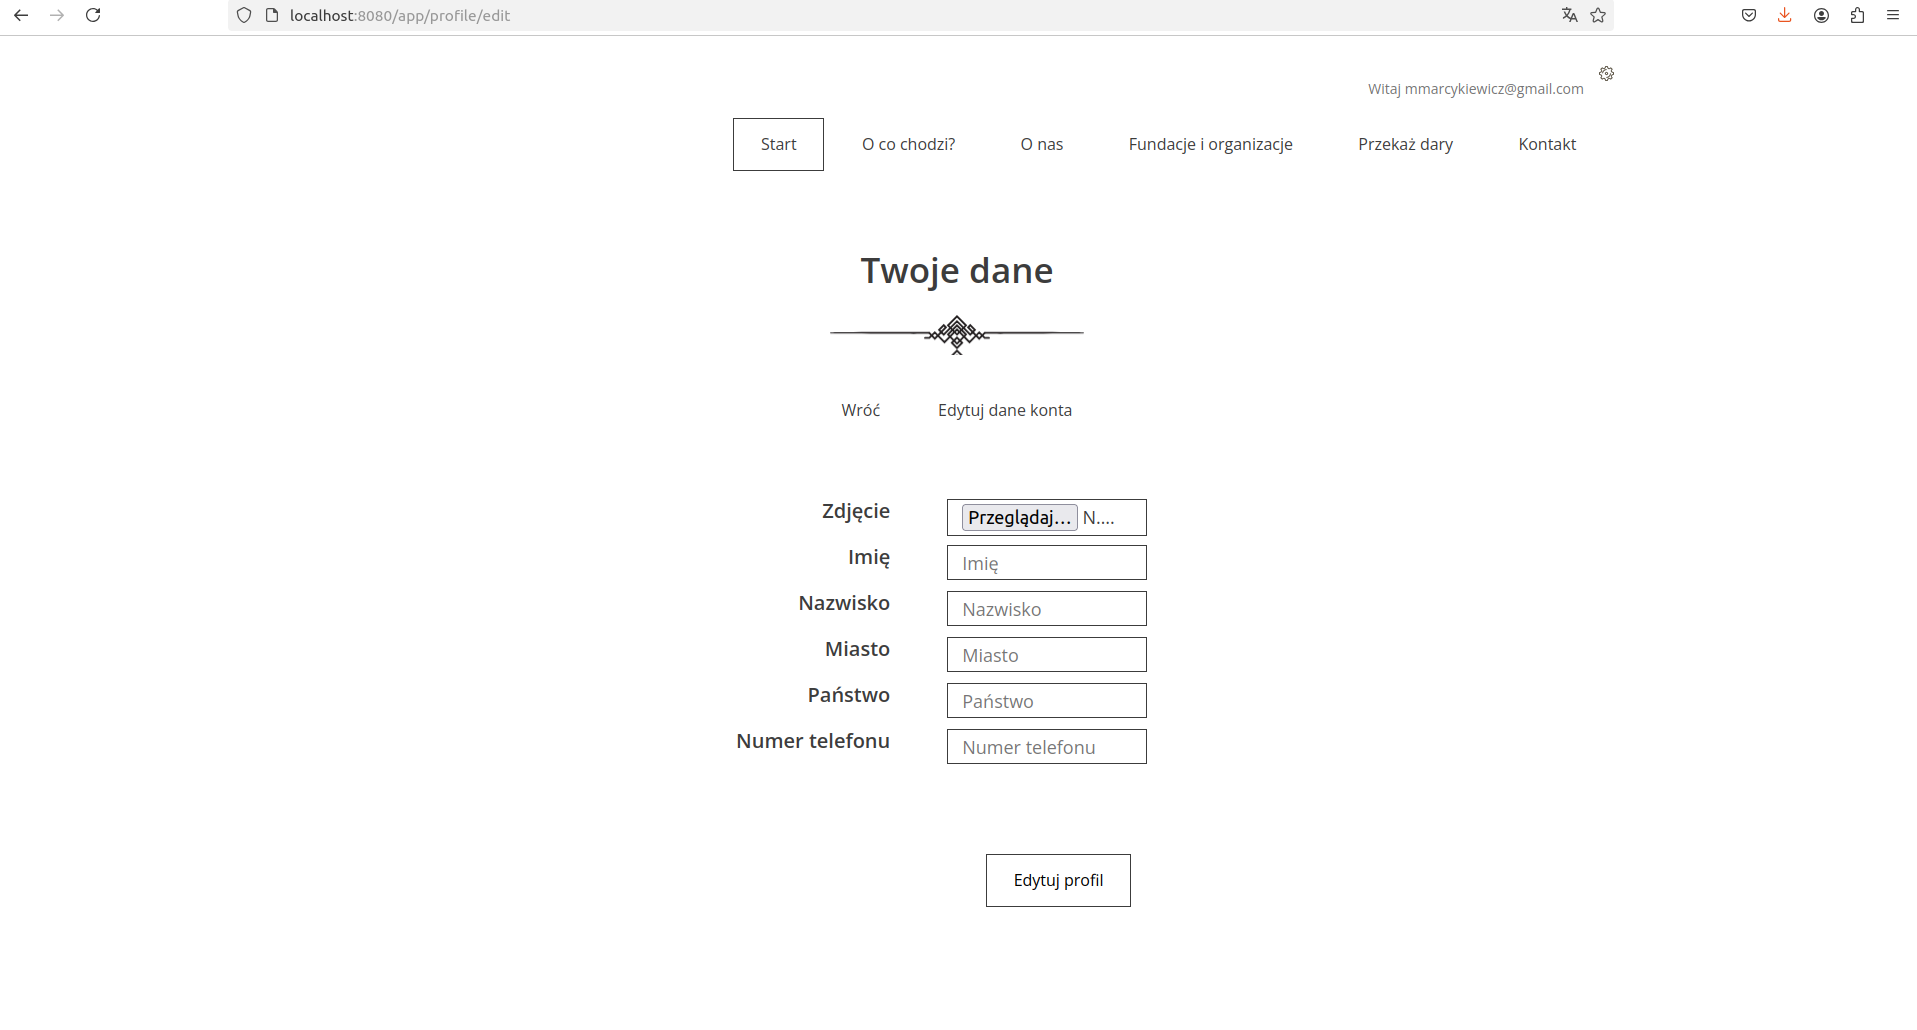 localhost:8080/app/profile/edit
Witaj mmarcykiewicz@gmail.com
Start O co chodzi? O nas Fundacje i organizacje Przekaż dary Kontakt
Twoje dane
Wróć Edytuj dane konta
Zdjęcie Przeglądaj... N....
Imię Imię
Nazwisko Nazwisko
Miasto Miasto
Państwo Państwo
Numer telefonu Numer telefonu
Edytuj profil